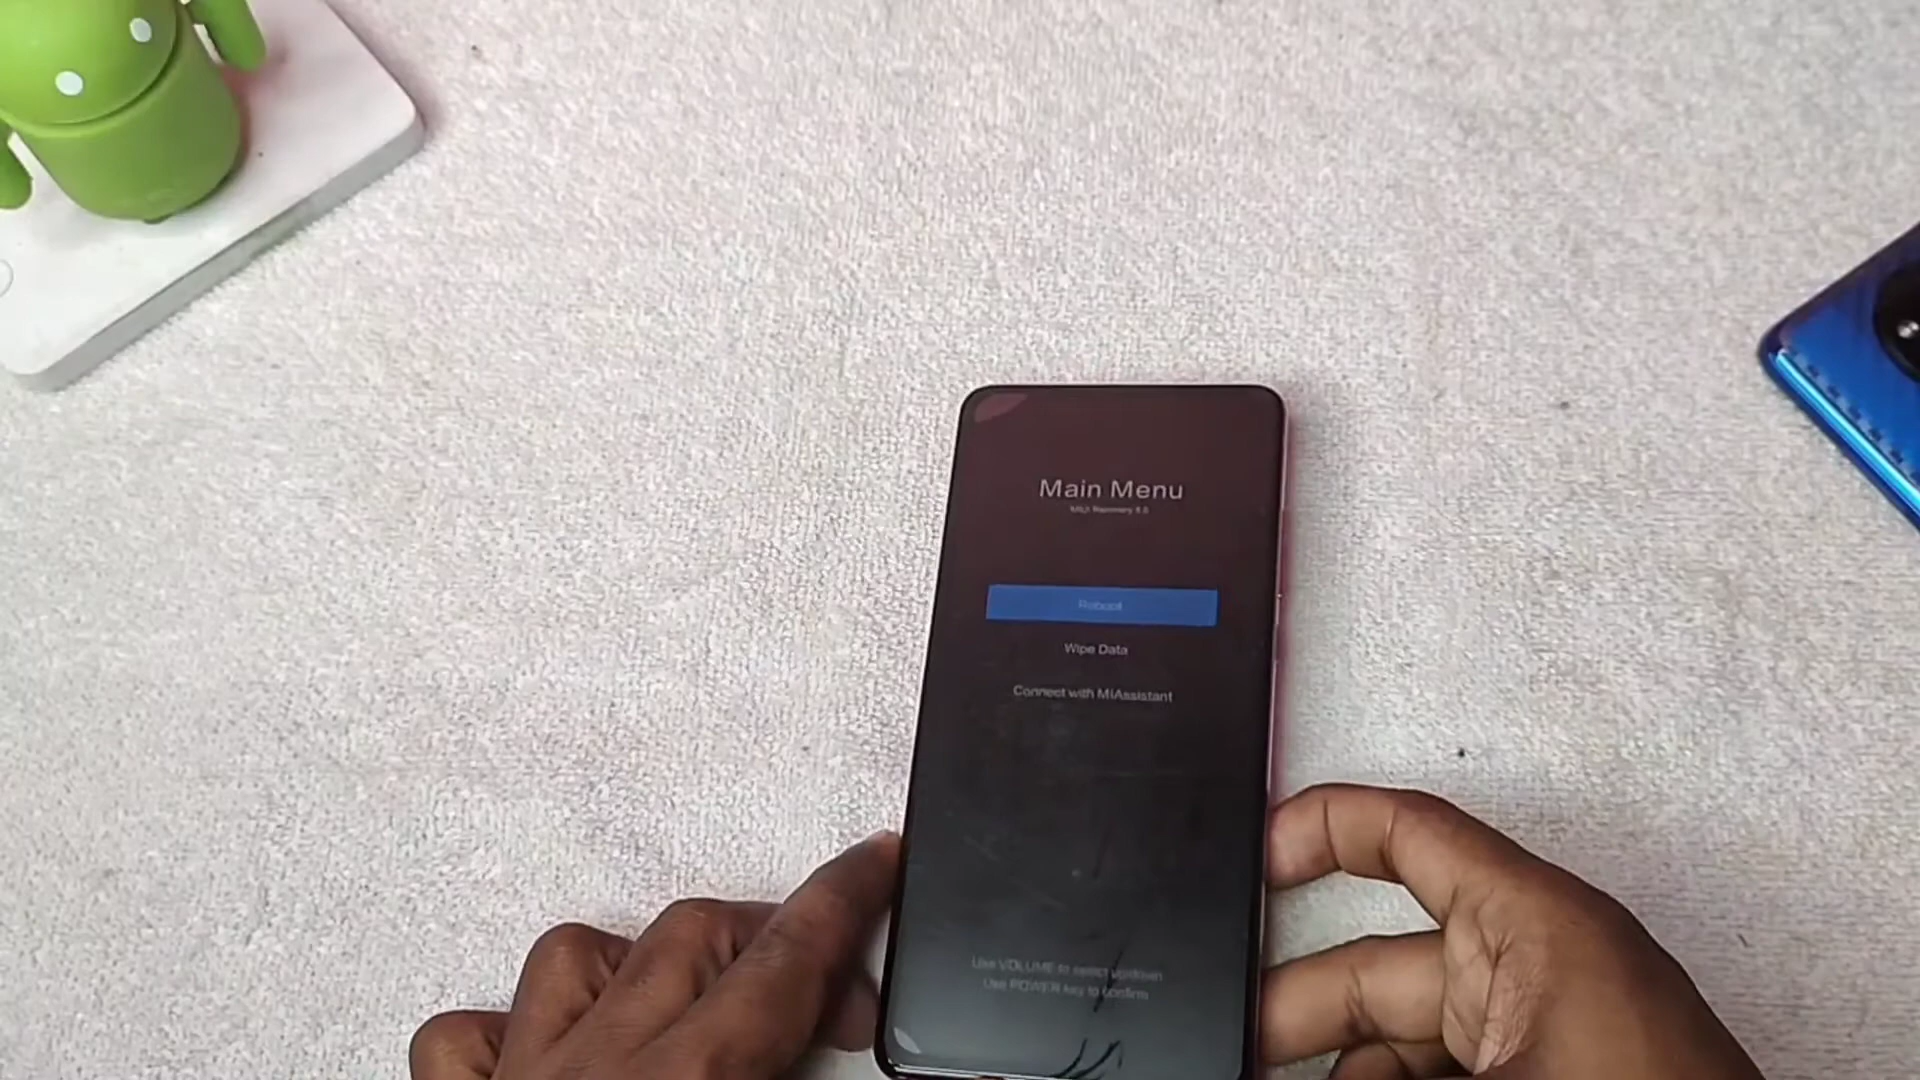 Main Menu
MIUI Recovery 5.0
Reboot
Wipe Data
Connect with MiAssistant
Use VOLUME to select up/down
Use POWER key to confirm